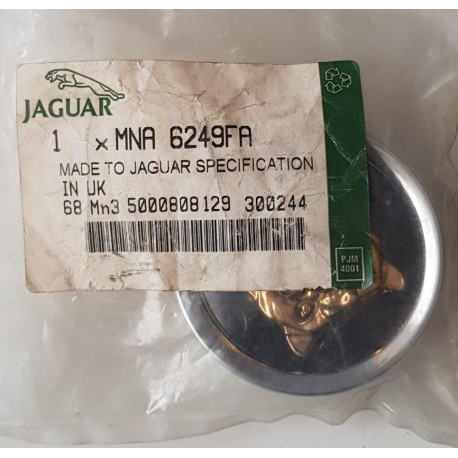 JAGUAR
1 x MNA 6249FA
MADE TO JAGUAR SPECIFICATION
IN UK
68 Mn3 5000808129 300244
PJM
4001